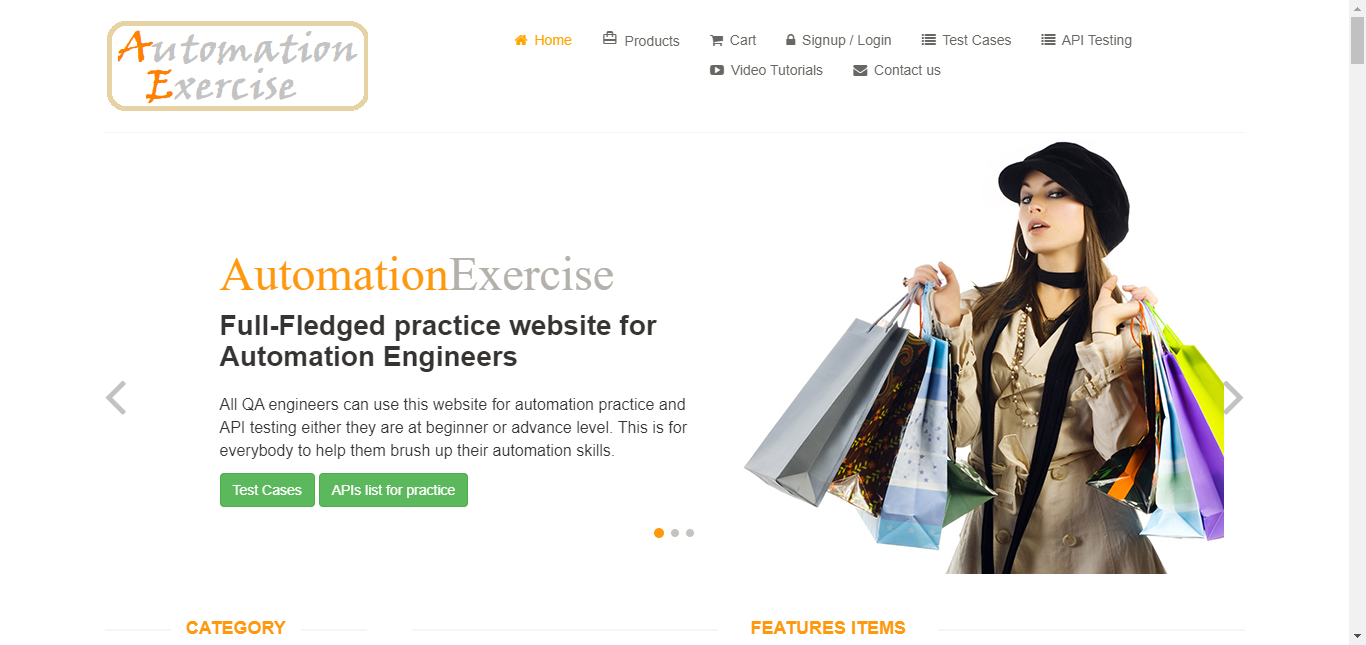 Automation
Exercise
Home Products Cart Signup / Login Test Cases API Testing
Video Tutorials Contact us
AutomationExercise
Full-Fledged practice website for
Automation Engineers
All QA engineers can use this website for automation practice and
API testing either they are at beginner or advance level. This is for
everybody to help them brush up their automation skills.
Test Cases APIs list for practice
CATEGORY FEATURES ITEMS